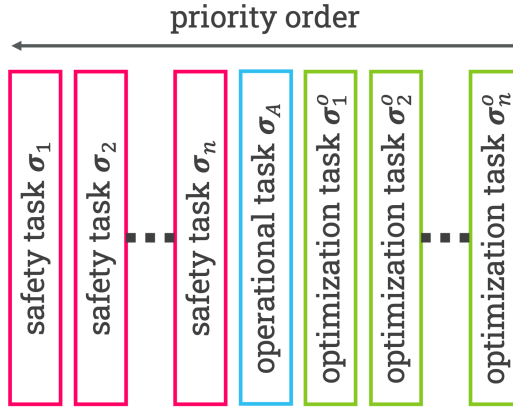 priority order
safety task σ₁
safety task σ₂
safety task σₙ
operational task σ_A
optimization task σ₁ᵒ
optimization task σ₂ᵒ
optimization task σₙᵒ